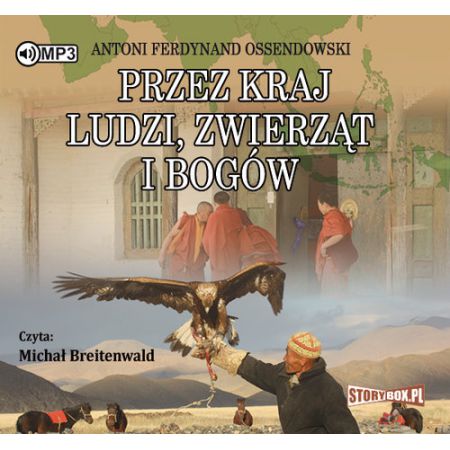 MP3
ANTONI FERDYNAND OSSENDOWSKI
PRZEZ KRAJ
LUDZI, ZWIERZĄT
I BOGÓW
Czyta:
Michał Breitenwald
STORYBOX.PL